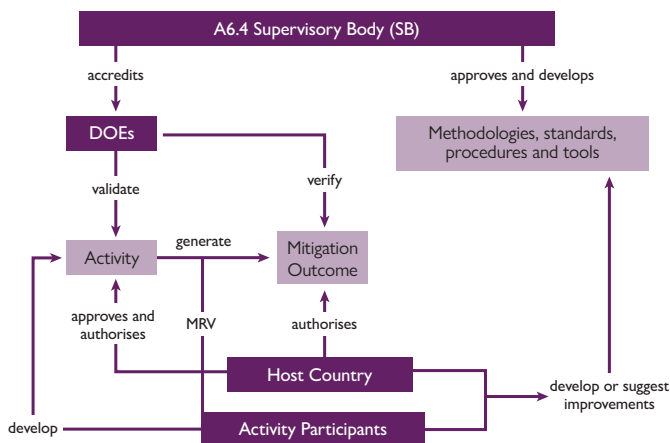 A6.4 Supervisory Body (SB)
accredits
approves and develops
DOEs
Methodologies, standards,
procedures and tools
validate
verify
generate
Activity
Mitigation
Outcome
approves and
authorises
MRV
authorises
Host Country
develop or suggest
improvements
develop
Activity Participants